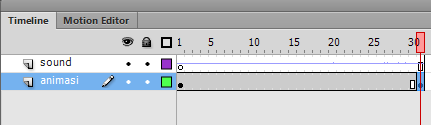 Timeline Motion Editor
1 5 10 15 20 25 30
sound
animasi